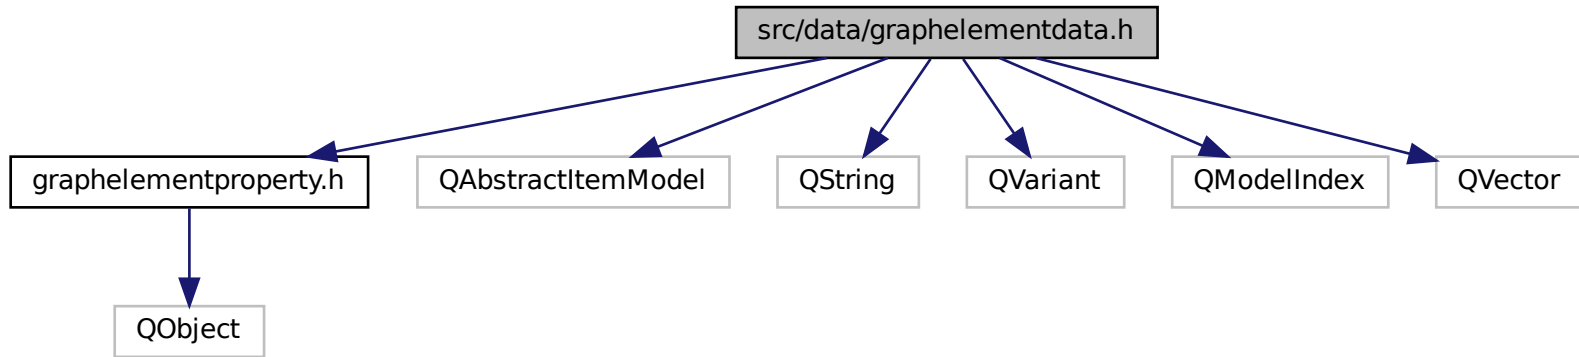 src/data/graphelementdata.h
graphelementproperty.h
QAbstractItemModel
QString
QVariant
QModelIndex
QVector
QObject